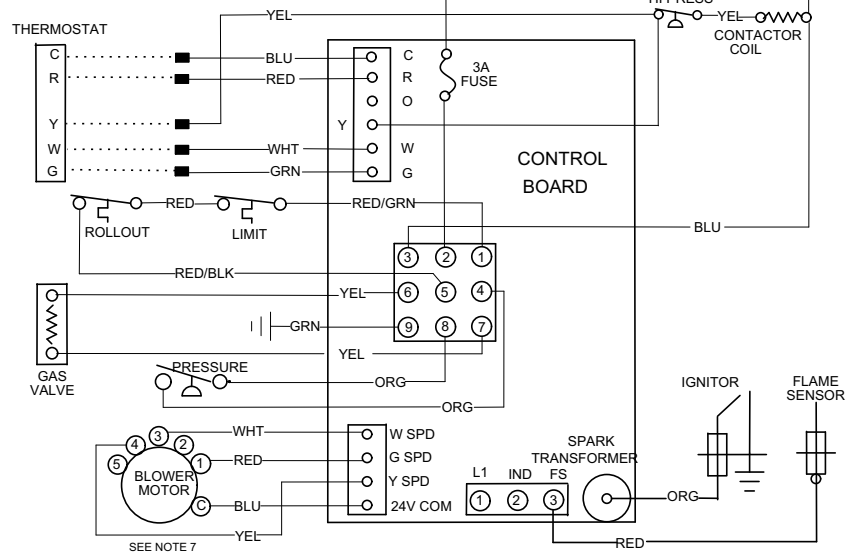 YEL
YEL
CONTACTOR
COIL
THERMOSTAT
C
R
Y
W
G
BLU
RED
WHT
GRN
C
R
O
Y
W
G
3A
FUSE
CONTROL
BOARD
ROLLOUT
RED
LIMIT
RED/GRN
BLU
RED/BLK
3 2 1
6 5 4
9 8 7
YEL
GRN
YEL
GAS
VALVE
PRESSURE
ORG
ORG
IGNITOR
FLAME
SENSOR
5 4 3 2 1
C
BLOWER
MOTOR
WHT
RED
BLU
YEL
SEE NOTE 7
W SPD
G SPD
Y SPD
24V COM
SPARK
TRANSFORMER
L1 IND FS
1 2 3
ORG
RED